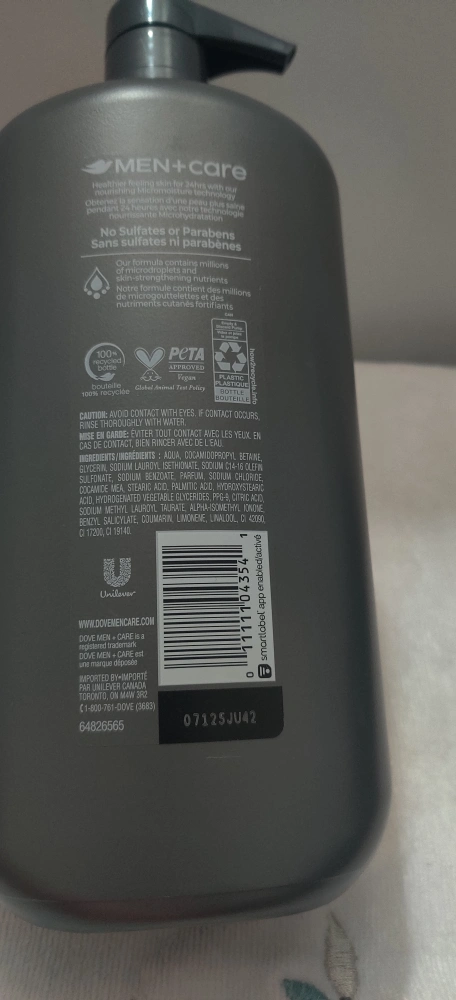 MEN+CARE
Healthier feeling skin for 24hrs with our
nourishing Micromoisture technology
Obtenez la sensation d'une peau plus saine
pendant 24 heures avec notre technologie
nourrissante Microhydratation
No Sulfates or Parabens
Sans sulfates ni parabènes
Our formula contains millions
of microdroplets and
skin-strengthening nutrients
Notre formule contient des millions
de microgouttelettes et des
nutriments cutanés fortifiants
100%
recycled
bottle
bouteille
100% recyclée
PETA
APPROVED
Vegan
Global Animal Test Policy
PLASTIC
PLASTIQUE
BOTTLE
BOUTEILLE
how2recycle.info
CAUTION: AVOID CONTACT WITH EYES. IF CONTACT OCCURS,
RINSE THOROUGHLY WITH WATER.
MISE EN GARDE: ÉVITER TOUT CONTACT AVEC LES YEUX. EN
CAS DE CONTACT, BIEN RINCER AVEC DE L'EAU.
INGREDIENTS/INGRÉDIENTS : AQUA, COCAMIDOPROPYL BETAINE,
GLYCERIN, SODIUM LAUROYL ISETHIONATE, SODIUM C14-16 OLEFIN
SULFONATE, SODIUM BENZOATE, PARFUM, SODIUM CHLORIDE,
COCAMIDE MEA, STEARIC ACID, PALMITIC ACID, HYDROXYSTEARIC
ACID, HYDROGENATED VEGETABLE GLYCERIDES, PPG-9, CITRIC ACID,
SODIUM METHYL LAUROYL TAURATE, ALPHA-ISOMETHYL IONONE,
BENZYL SALICYLATE, COUMARIN, LIMONENE, LINALOOL, CI 42090,
CI 17200, CI 19140.
Unilever
WWW.DOVEMENCARE.COM
DOVE MEN + CARE is a
registered trademark
DOVE MEN + CARE est
une marque déposée
IMPORTED BY•IMPORTÉ
PAR UNILEVER CANADA
TORONTO, ON M4W 3R2
1-800-761-DOVE (3683)
64826565
0 11111 04354 1
smartlabel app enabled/activé
07125JU42